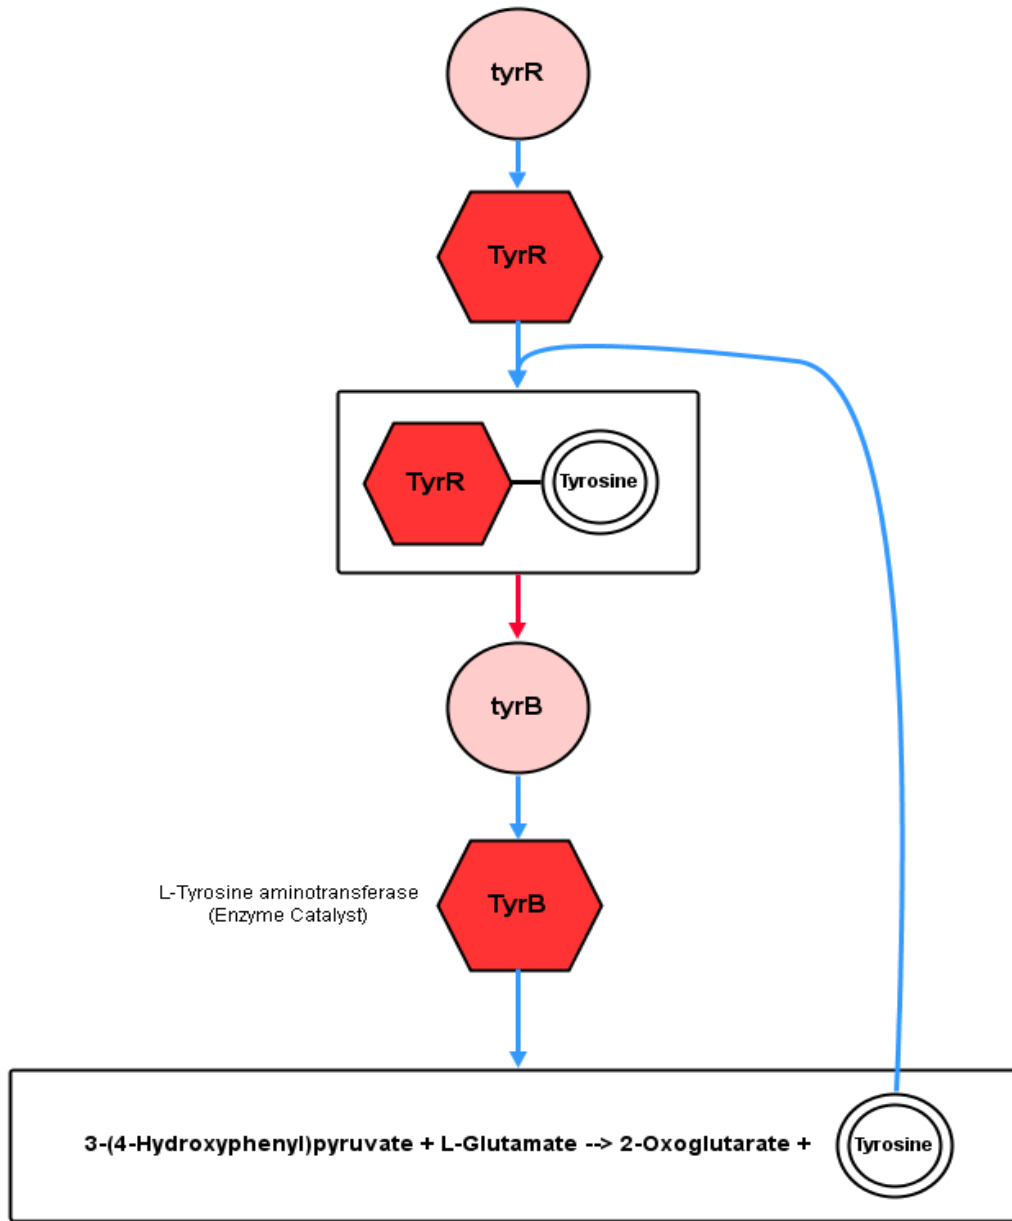 tyrR
TyrR
TyrR
Tyrosine
tyrB
L-Tyrosine aminotransferase
(Enzyme Catalyst)
TyrB
3-(4-Hydroxyphenyl)pyruvate + L-Glutamate --> 2-Oxoglutarate +
Tyrosine